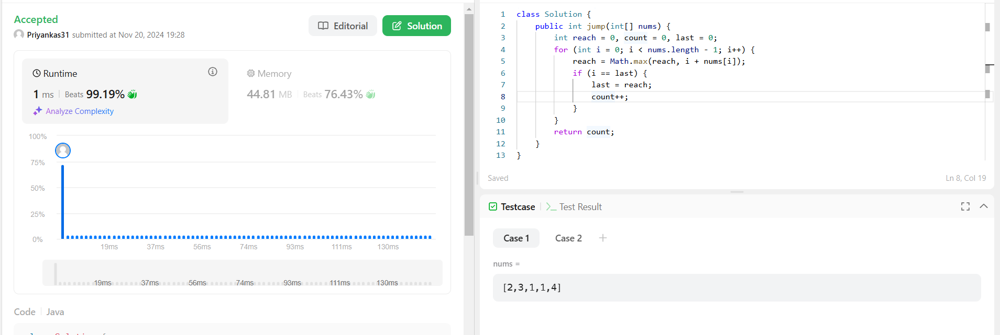 Accepted
Editorial
Solution
Priyankas31 submitted at Nov 20, 2024 19:28
Runtime
1 ms | Beats 99.19%
Analyze Complexity
Memory
44.81 MB | Beats 76.43%
100%
75%
50%
25%
0%
19ms 37ms 56ms 74ms 93ms 111ms 130ms
19ms 37ms 56ms 74ms 93ms 111ms 130ms
Code | Java
1 class Solution {
2 public int jump(int[] nums) {
3 int reach = 0, count = 0, last = 0;
4 for (int i = 0; i < nums.length - 1; i++) {
5 reach = Math.max(reach, i + nums[i]);
6 if (i == last) {
7 last = reach;
8 count++;
9 }
10 }
11 return count;
12 }
13 }
Saved
Ln 8, Col 19
Testcase | >_ Test Result
Case 1 Case 2 +
nums =
[2,3,1,1,4]